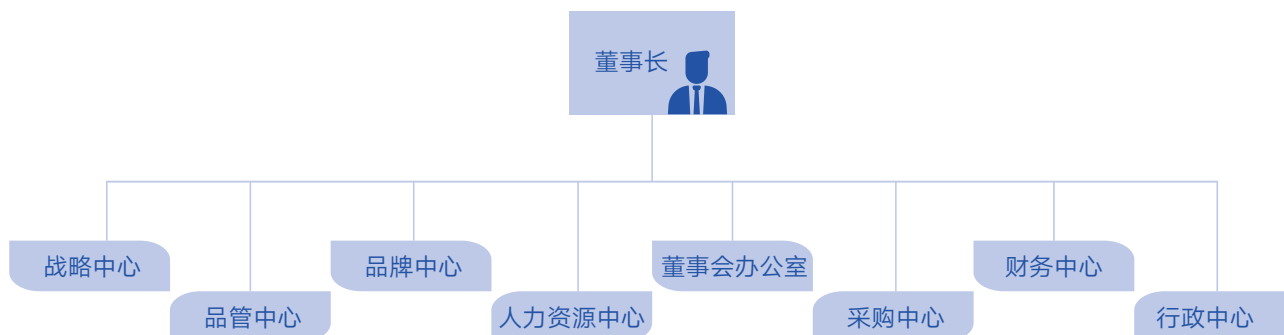 董事长
战略中心
品管中心
品牌中心
人力资源中心
董事会办公室
采购中心
财务中心
行政中心